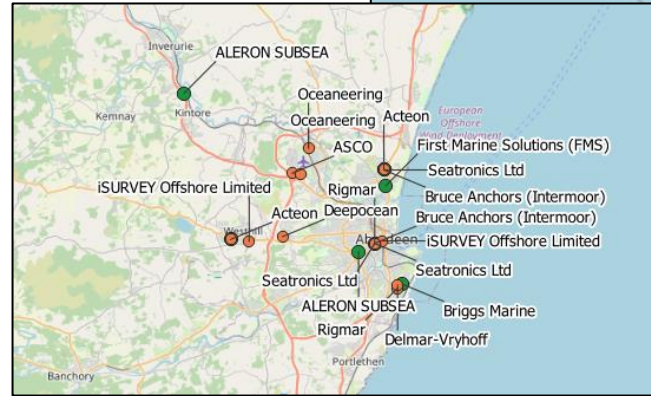 Inverurie
ALERON SUBSEA
Kintore
Kemnay
Oceaneering
Oceaneering
Acteon
European
Offshore
Wind Deployment
ASCO
First Marine Solutions (FMS)
Seatronics Ltd
iSURVEY Offshore Limited
Rigmar
Bruce Anchors (Intermoor)
Acteon
Deepocean
Bruce Anchors (Intermoor)
Westhill
Aberdeen
iSURVEY Offshore Limited
Seatronics Ltd
Seatronics Ltd
ALERON SUBSEA
Briggs Marine
Rigmar
Delmar-Vryhoff
Portlethen
Banchory